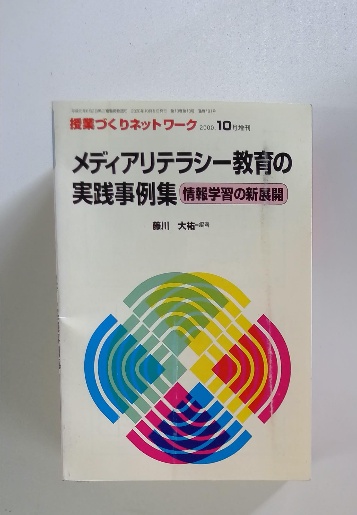 授業づくりネットワーク 2000.10月増刊
メディアリテラシー教育の
実践事例集 情報学習の新展開
藤川 大祐=編著